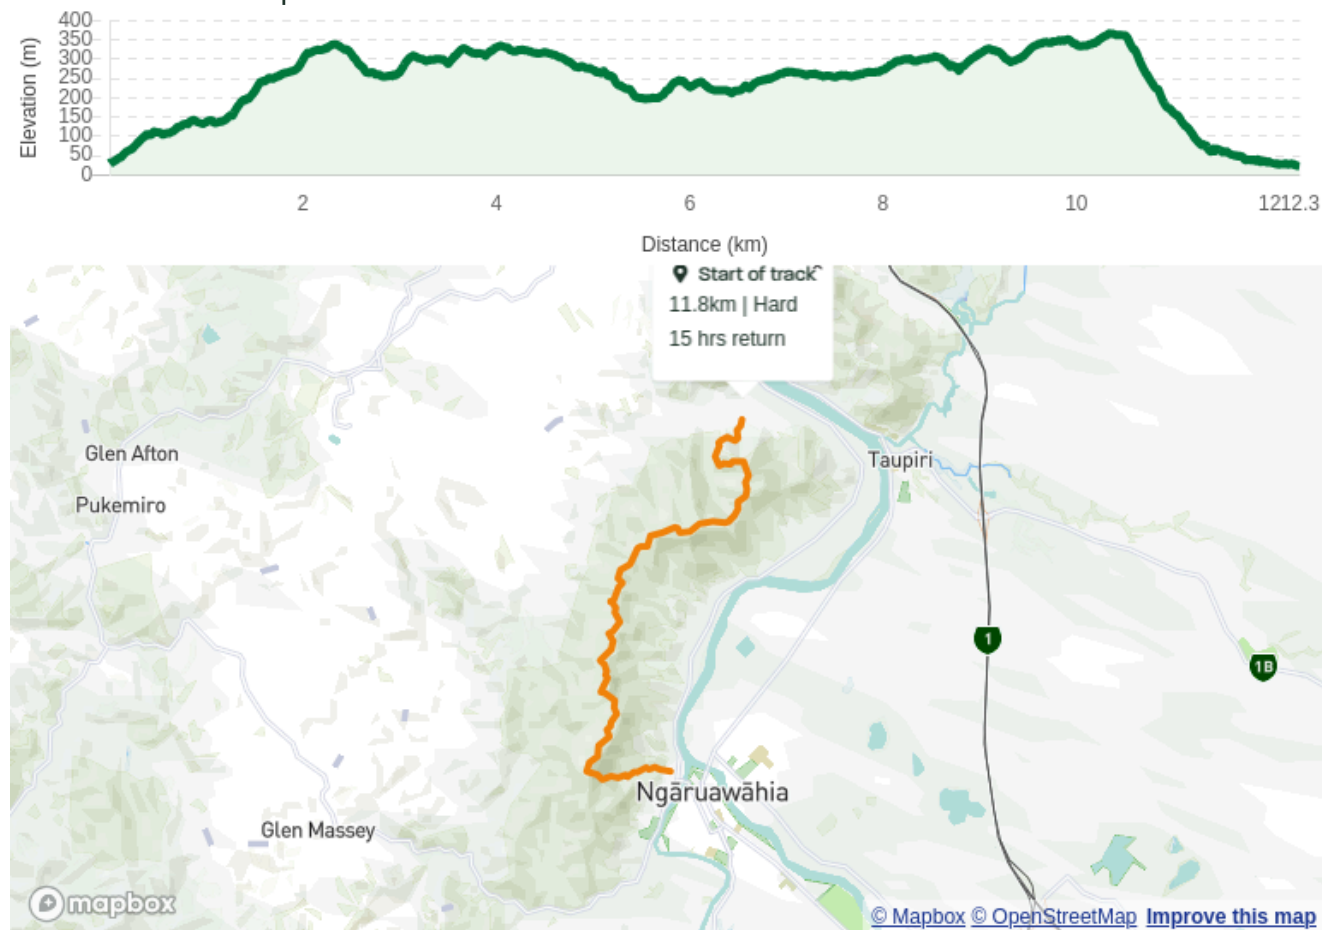 400
350
300
250
200
150
100
50
0
Elevation (m)
2
4
6
8
10
1212.3
Distance (km)
Start of track
11.8km | Hard
15 hrs return
Glen Afton
Taupiri
Pukemiro
1
1B
Ngāruawāhia
Glen Massey
mapbox
© Mapbox © OpenStreetMap Improve this map